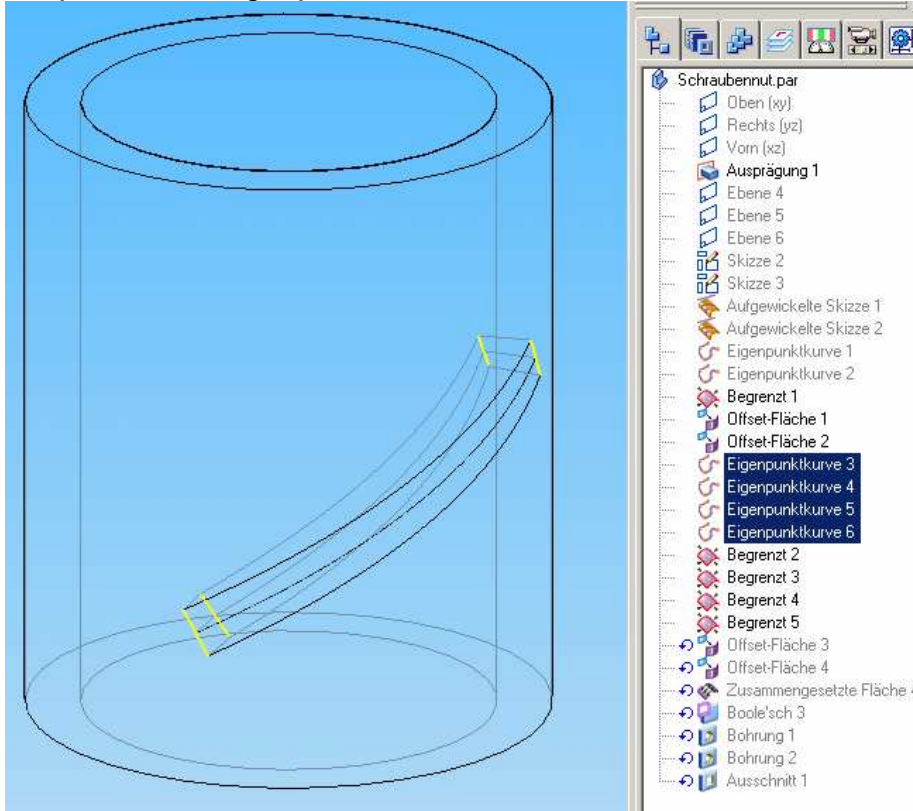 Schraubennut.par
Oben (xy)
Rechts (yz)
Vorn (xz)
Ausprägung 1
Ebene 4
Ebene 5
Ebene 6
Skizze 2
Skizze 3
Aufgewickelte Skizze 1
Aufgewickelte Skizze 2
Eigenpunktkurve 1
Eigenpunktkurve 2
Begrenzt 1
Offset-Fläche 1
Offset-Fläche 2
Eigenpunktkurve 3
Eigenpunktkurve 4
Eigenpunktkurve 5
Eigenpunktkurve 6
Begrenzt 2
Begrenzt 3
Begrenzt 4
Begrenzt 5
Offset-Fläche 3
Offset-Fläche 4
Zusammengesetzte Fläche
Boole'sch 3
Bohrung 1
Bohrung 2
Ausschnitt 1